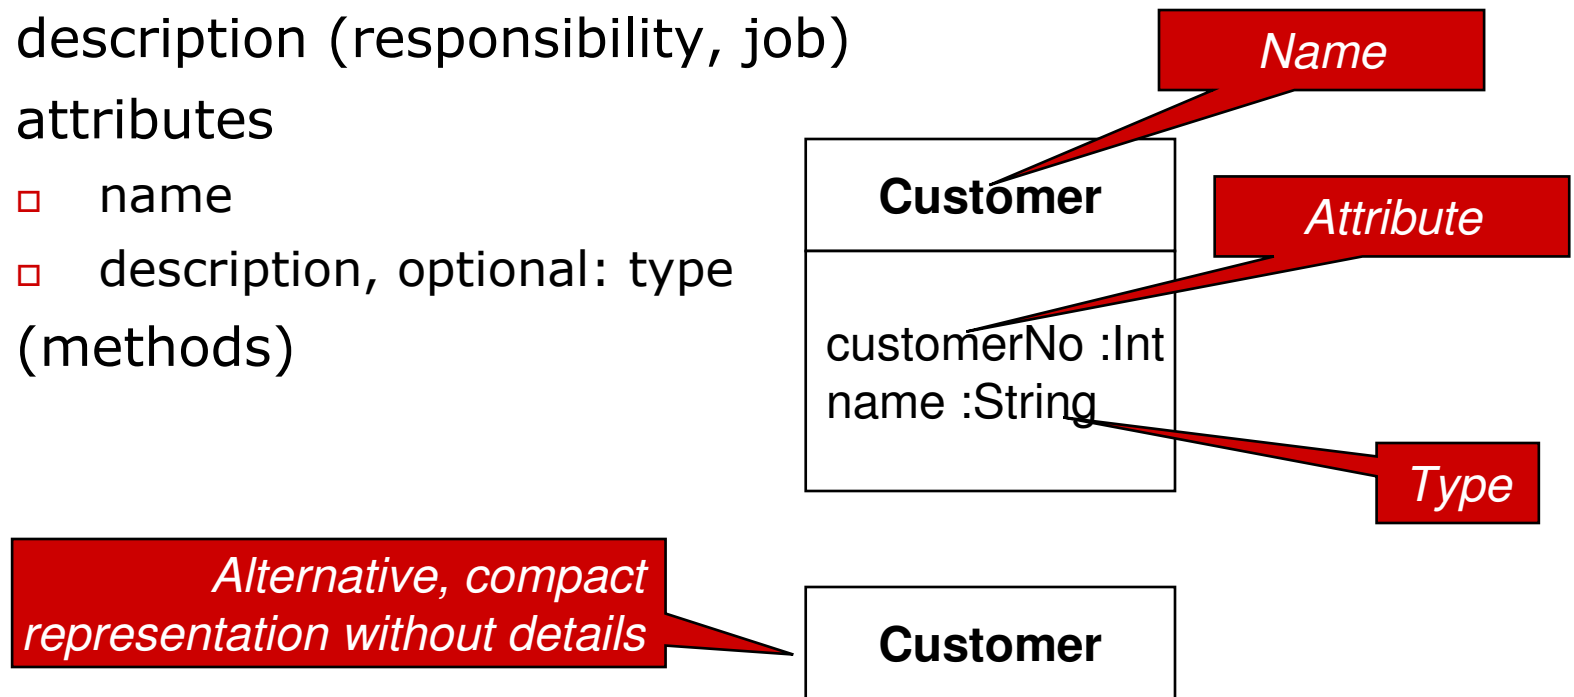 description (responsibility, job)
attributes
name
description, optional: type
(methods)
Name
Customer
Attribute
customerNo :Int
name :String
Type
Alternative, compact
representation without details
Customer